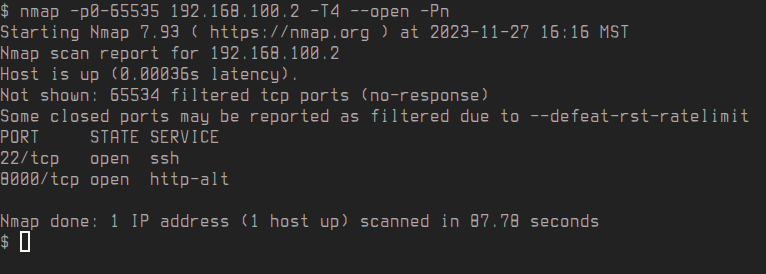 $ nmap -p0-65535 192.168.100.2 -T4 --open -Pn
Starting Nmap 7.93 ( https://nmap.org ) at 2023-11-27 16:16 MST
Nmap scan report for 192.168.100.2
Host is up (0.00036s latency).
Not shown: 65534 filtered tcp ports (no-response)
Some closed ports may be reported as filtered due to --defeat-rst-ratelimit
PORT     STATE SERVICE
22/tcp   open  ssh
8000/tcp open  http-alt
Nmap done: 1 IP address (1 host up) scanned in 87.78 seconds
$